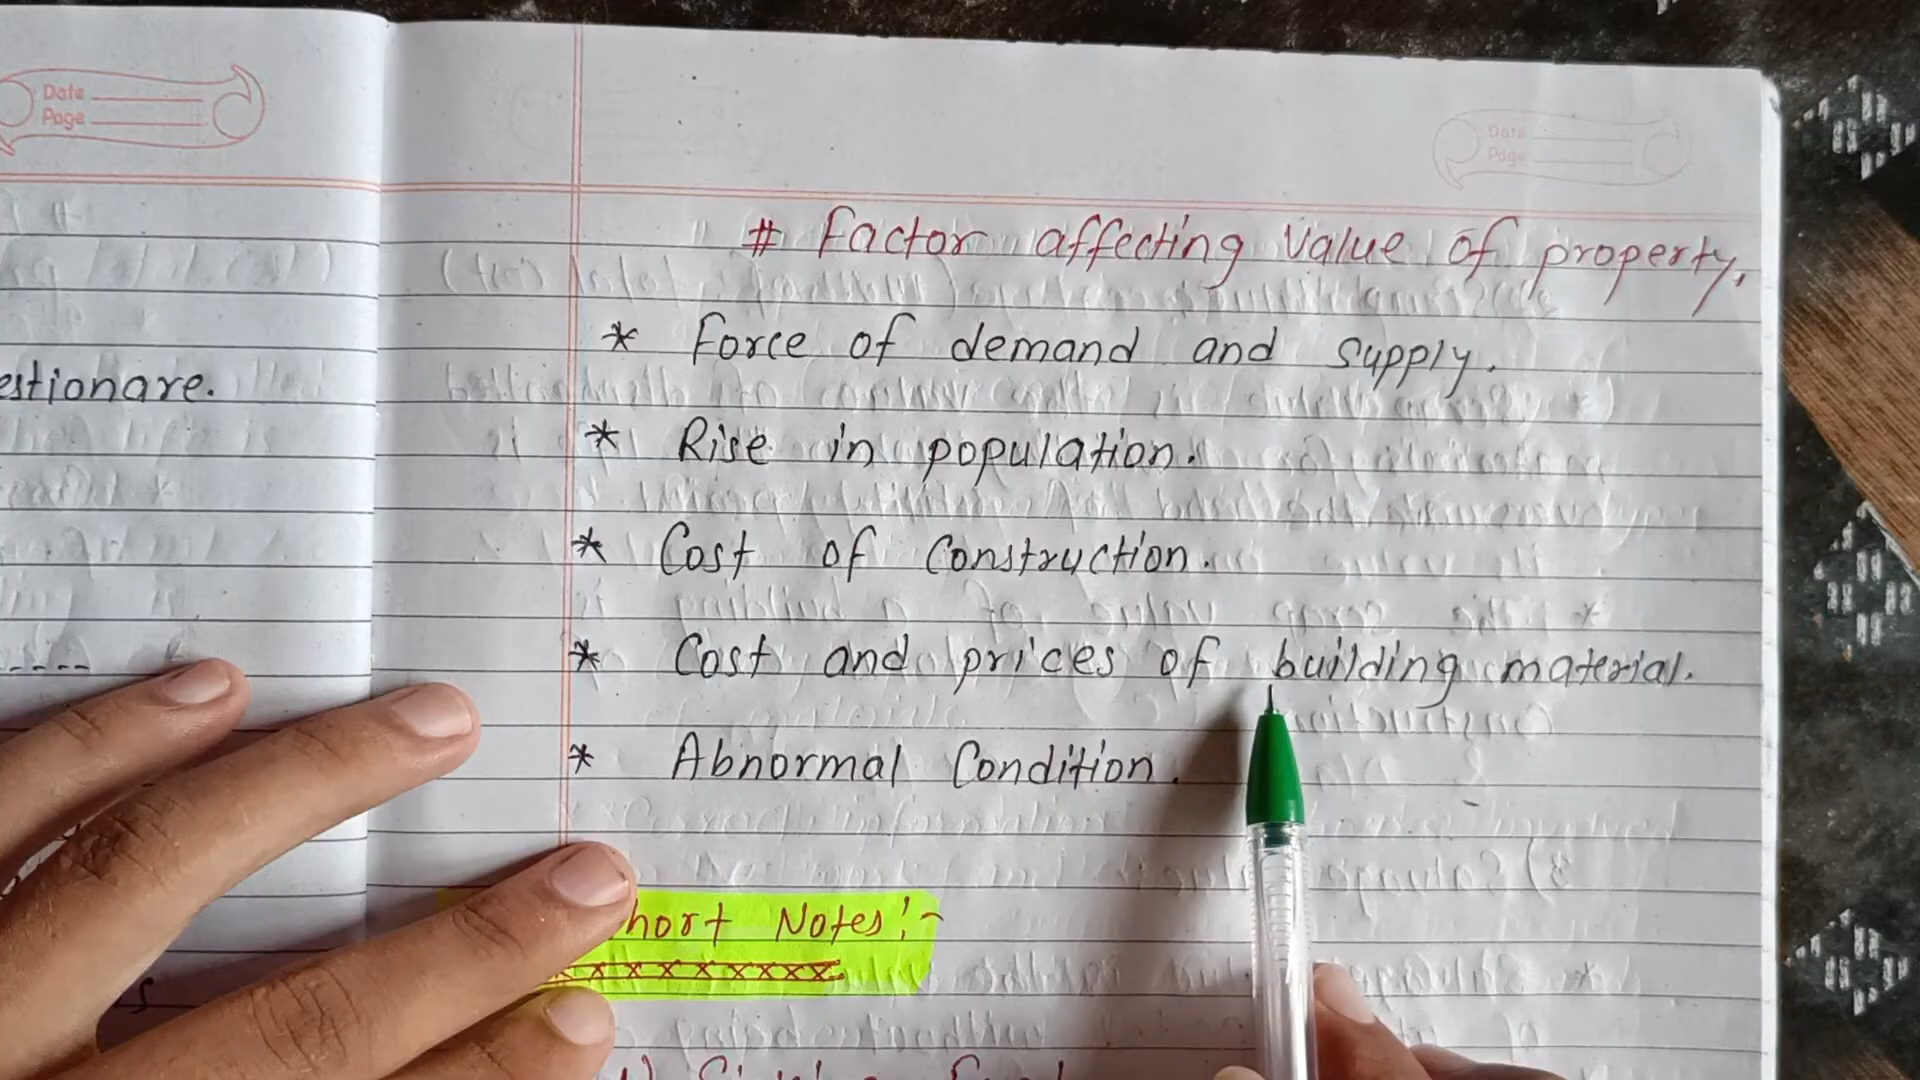 Date
Page
Date
Page
# Factor affecting value of property.
* Force of demand and supply.
estionare.
* Rise in population.
* Cost of Construction.
* Cost and prices of building material.
* Abnormal Condition.
hort Notes:-